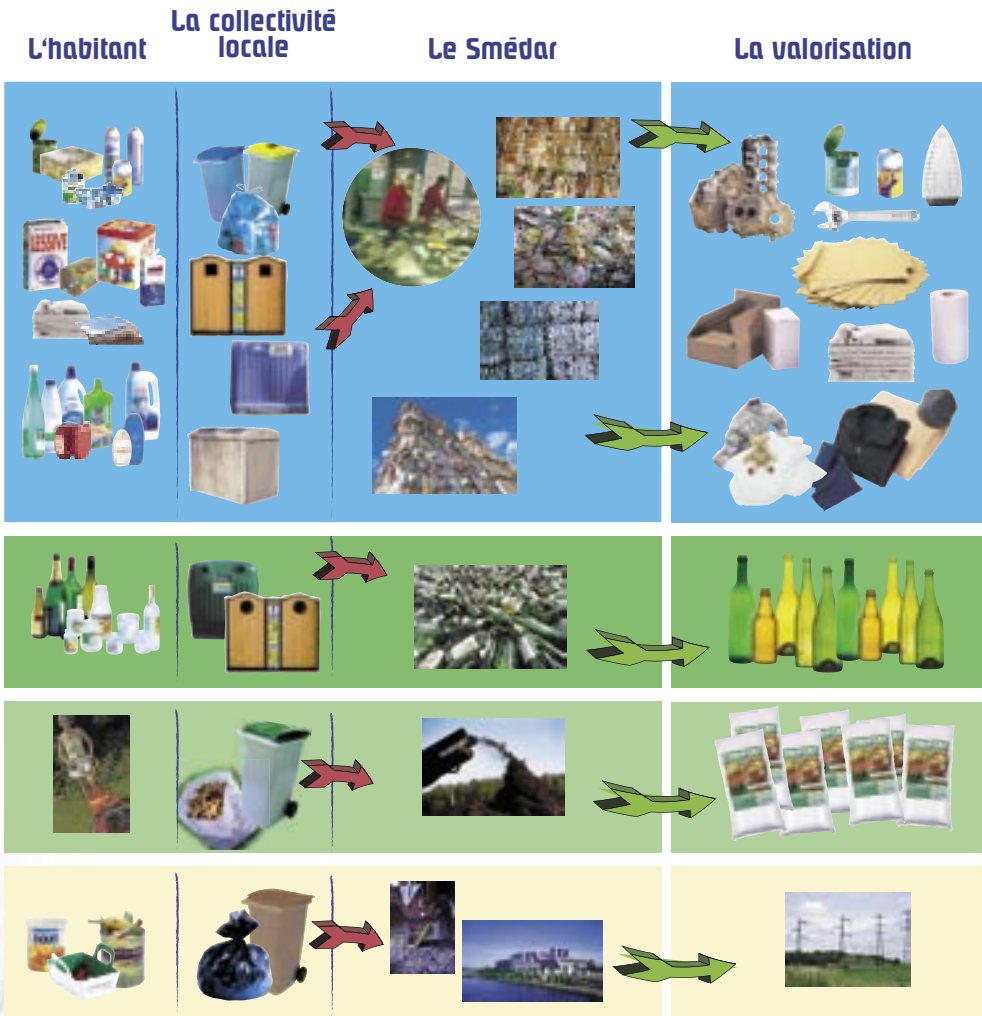 L'habitant
La collectivité
locale
Le Smédar
La valorisation
LESSIVE